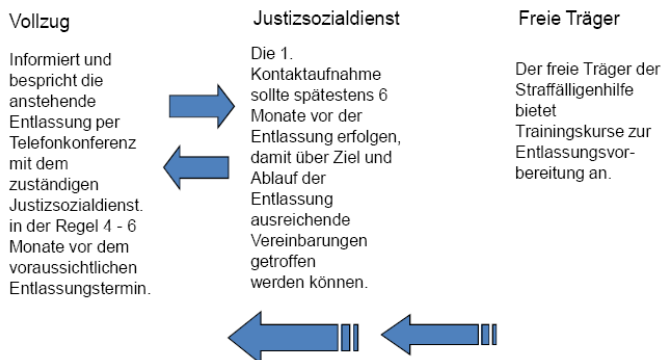 Vollzug
Informiert und
bespricht die
anstehende
Entlassung per
Telefonkonferenz
mit dem
zuständigen
Justizsozialdienst.
in der Regel 4 - 6
Monate vor dem
voraussichtlichen
Entlassungstermin.
Justizsozialdienst
Die 1.
Kontaktaufnahme
sollte spätestens 6
Monate vor der
Entlassung erfolgen,
damit über Ziel und
Ablauf der
Entlassung
ausreichende
Vereinbarungen
getroffen
werden können.
Freie Träger
Der freie Träger der
Straffälligenhilfe
bietet
Trainingskurse zur
Entlassungsvor-
bereitung an.